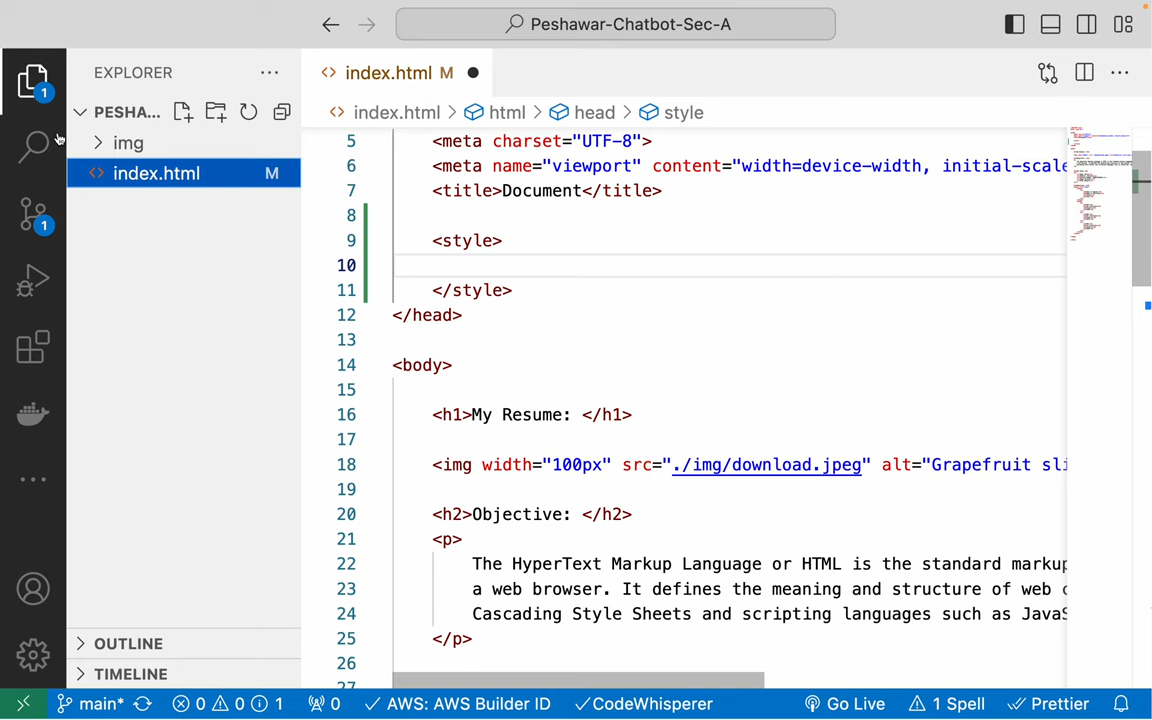 Peshawar-Chatbot-Sec-A
EXPLORER
PESHA...
img
index.html M
OUTLINE
TIMELINE
index.html M
index.html > html > head > style
5 <meta charset="UTF-8">
6 <meta name="viewport" content="width=device-width, initial-scale
7 <title>Document</title>
8
9 <style>
10
11 </style>
12 </head>
13
14 <body>
15
16 <h1>My Resume: </h1>
17
18 <img width="100px" src="./img/download.jpeg" alt="Grapefruit sli
19
20 <h2>Objective: </h2>
21 <p>
22 The HyperText Markup Language or HTML is the standard markup
23 a web browser. It defines the meaning and structure of web c
24 Cascading Style Sheets and scripting languages such as JavaS
25 </p>
26
27
1
1
main* 0 0 1 0 AWS: AWS Builder ID CodeWhisperer Go Live 1 Spell Prettier